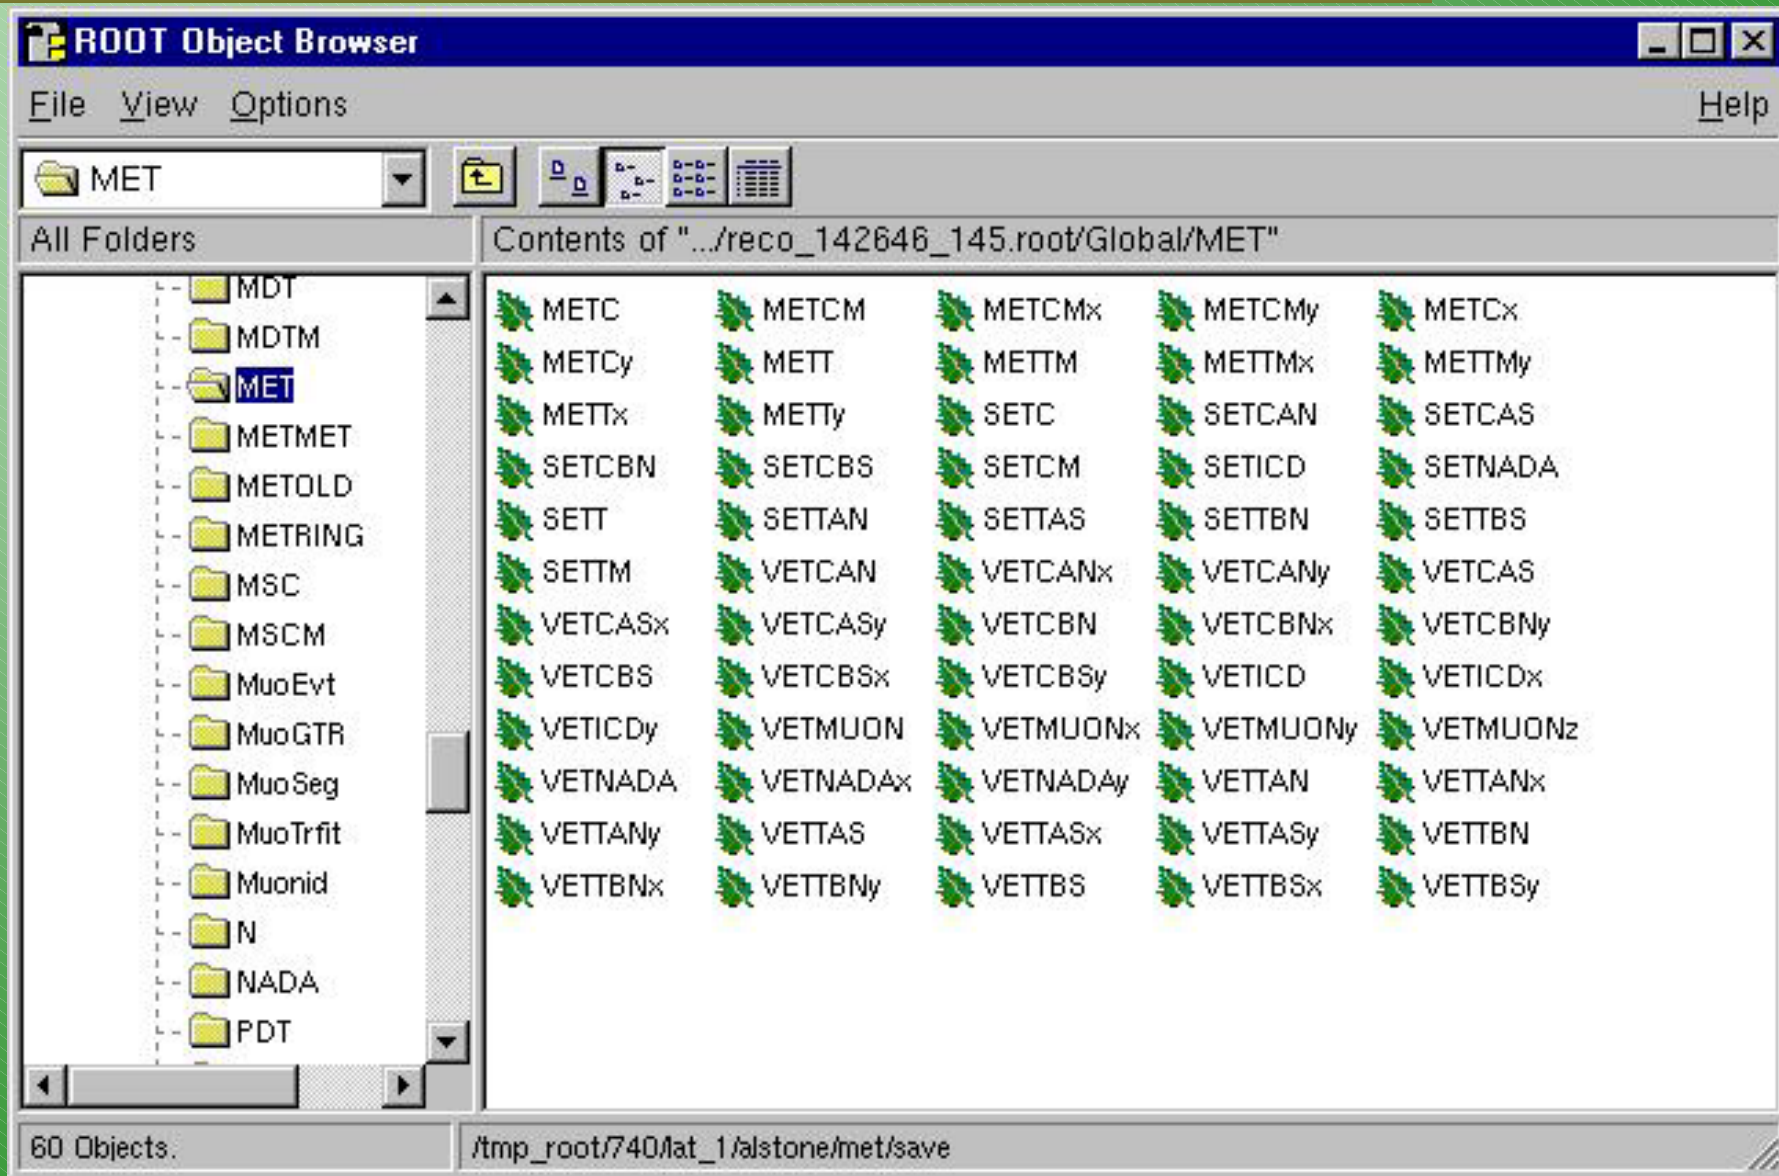 ROOT Object Browser
File View Options Help
MET
All Folders
Contents of ".../reco_142646_145.root/Global/MET"
MDT
MDTM
MET
METMET
METOLD
METRING
MSC
MSCM
MuoEvt
MuoGTR
MuoSeg
MuoTrfit
Muonid
N
NADA
PDT
METC METCM METCMx METCMy METCx
METCy METT METTM METTMx METTMy
METTx METTy SETC SETCAN SETCAS
SETCBN SETCBS SETCM SETICD SETNADA
SETT SETTAN SETTAS SETTBN SETTBS
SETTM VETCAN VETCANx VETCANy VETCAS
VETCASx VETCASy VETCBN VETCBNx VETCBNy
VETCBS VETCBSx VETCBSy VETICD VETICDx
VETICDy VETMUON VETMUONx VETMUONy VETMUONz
VETNADA VETNADAx VETNADAy VETTAN VETTANx
VETTANy VETTAS VETTASx VETTASy VETTBN
VETTBNx VETTBNy VETTBS VETTBSx VETTBSy
60 Objects.
/tmp_root/740/lat_1/alstone/met/save